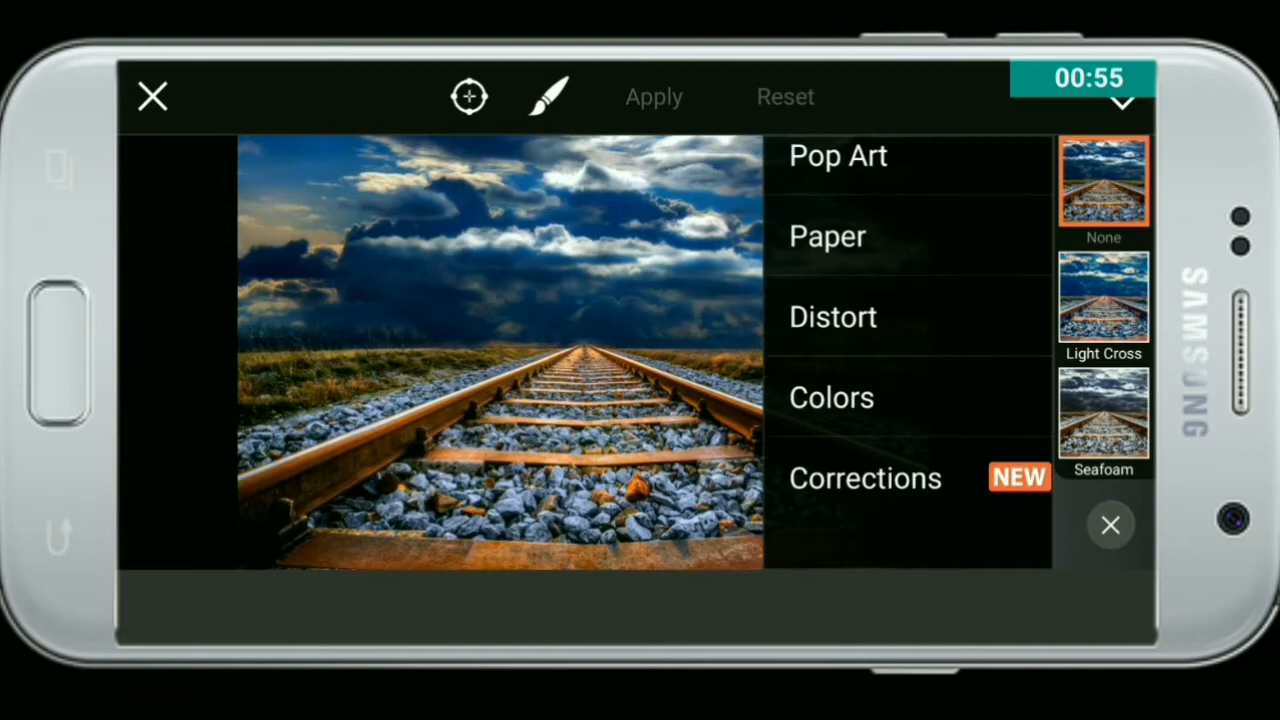 00:55
Apply
Reset
Pop Art
Paper
Distort
Colors
Corrections NEW
None
Light Cross
Seafoam
SAMSUNG